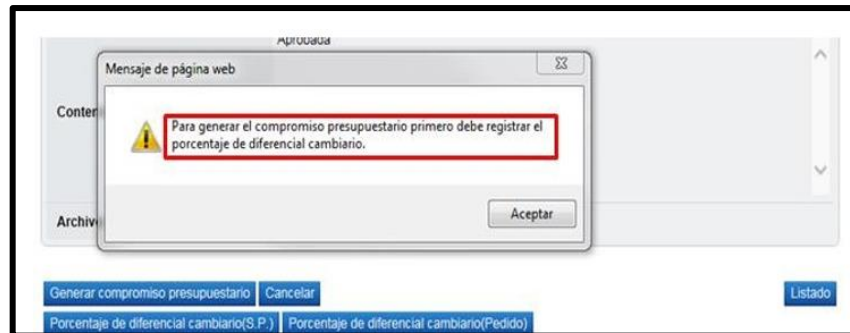 Aprobada
Mensaje de página web
Conten
Para generar el compromiso presupuestario primero debe registrar el
porcentaje de diferencial cambiario.
Aceptar
Archiv
Generar compromiso presupuestario Cancelar Listado
Porcentaje de diferencial cambiario(S.P.) Porcentaje de diferencial cambiario(Pedido)